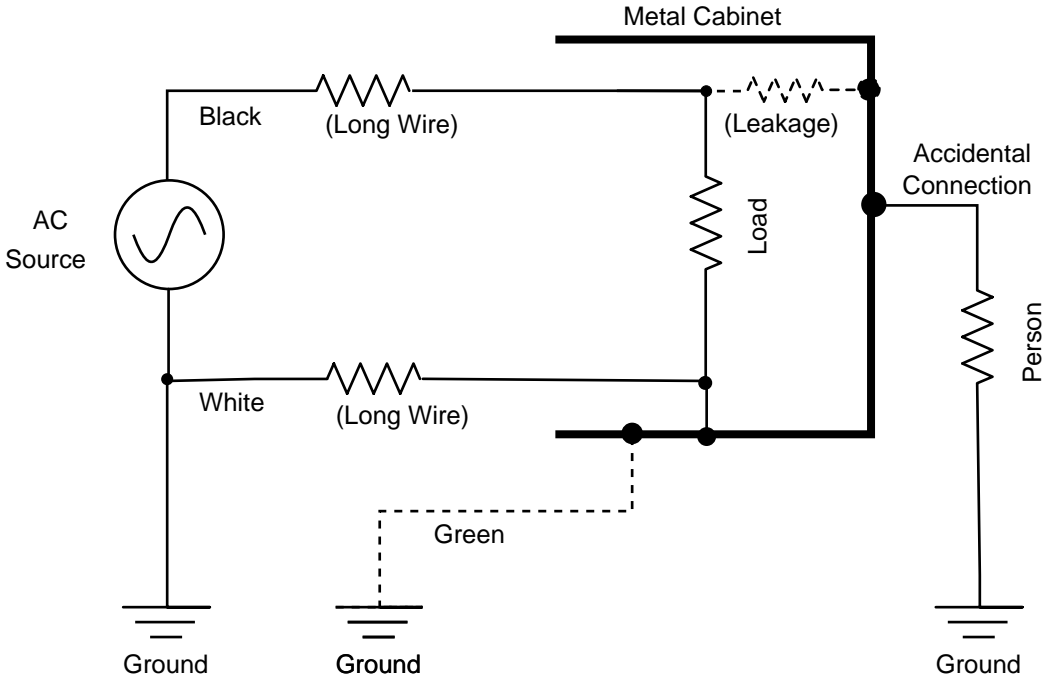 Metal Cabinet
Black
(Long Wire)
(Leakage)
Accidental
Connection
AC
Source
Load
Person
White
(Long Wire)
Green
Ground
Ground
Ground